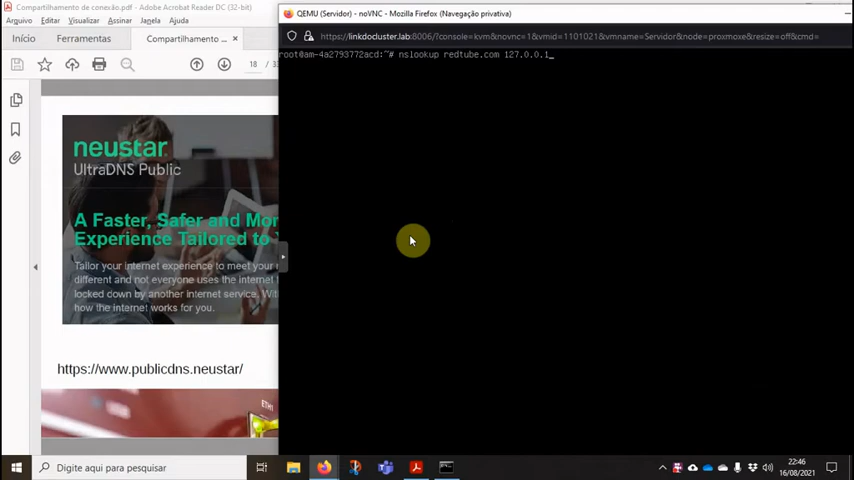 Compartilhamento de conexão.pdf - Adobe Acrobat Reader DC (32-bit)
Arquivo Editar Visualizar Assinar Janela Ajuda
Início Ferramentas Compartilhamento ... ×
18
33
neustar
UltraDNS Public
A Faster, Safer and Mor
Experience Tailored to Y
Tailor your internet experience to meet your
different and not everyone uses the internet
locked down by another internet service. Wit
how the internet works for you.
https://www.publicdns.neustar/
QEMU (Servidor) - noVNC - Mozilla Firefox (Navegação privativa)
https://linkdocluster.lab:8006/?console=kvm&novnc=1&vmid=1101021&vmname=Servidor&node=proxmoxe&resize=off&cmd=
root@am-4a2793772acd:~# nslookup redtube.com 127.0.0.1_
Digite aqui para pesquisar
22:46
16/08/2021